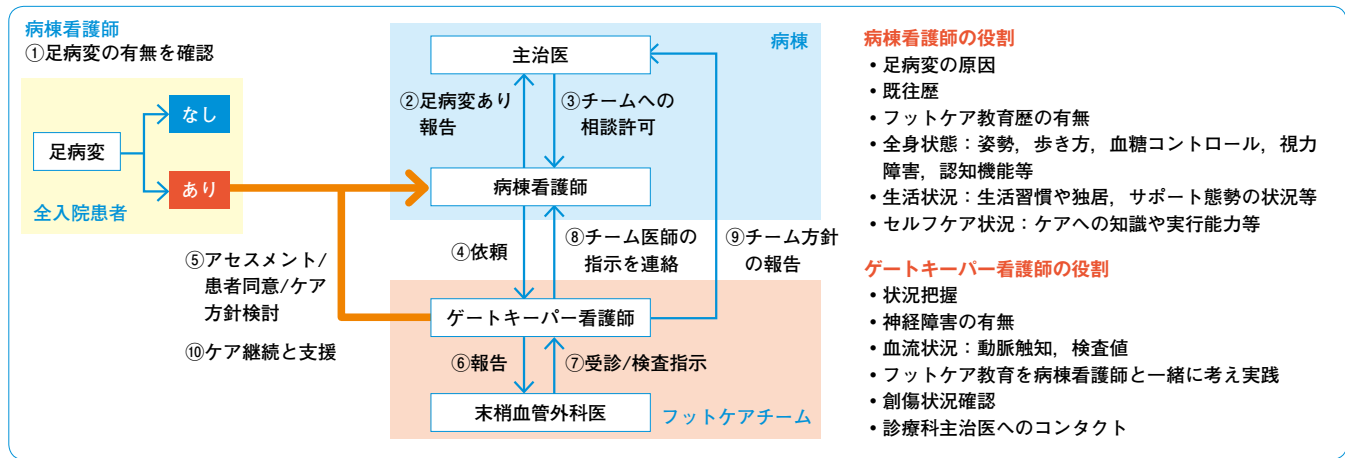 病棟看護師
①足病変の有無を確認
足病変
なし
あり
全入院患者
病棟
主治医
②足病変あり
報告
③チームへの
相談許可
病棟看護師
④依頼
⑧チーム医師の
指示を連絡
⑨チーム方針
の報告
⑤アセスメント/
患者同意/ケア
方針検討
⑩ケア継続と支援
ゲートキーパー看護師
⑥報告
⑦受診/検査指示
末梢血管外科医
フットケアチーム
病棟看護師の役割
・足病変の原因
・既往歴
・フットケア教育歴の有無
・全身状態：姿勢，歩き方，血糖コントロール，視力
障害，認知機能等
・生活状況：生活習慣や独居，サポート態勢の状況等
・セルフケア状況：ケアへの知識や実行能力等
ゲートキーパー看護師の役割
・状況把握
・神経障害の有無
・血流状況：動脈触知，検査値
・フットケア教育を病棟看護師と一緒に考え実践
・創傷状況確認
・診療科主治医へのコンタクト